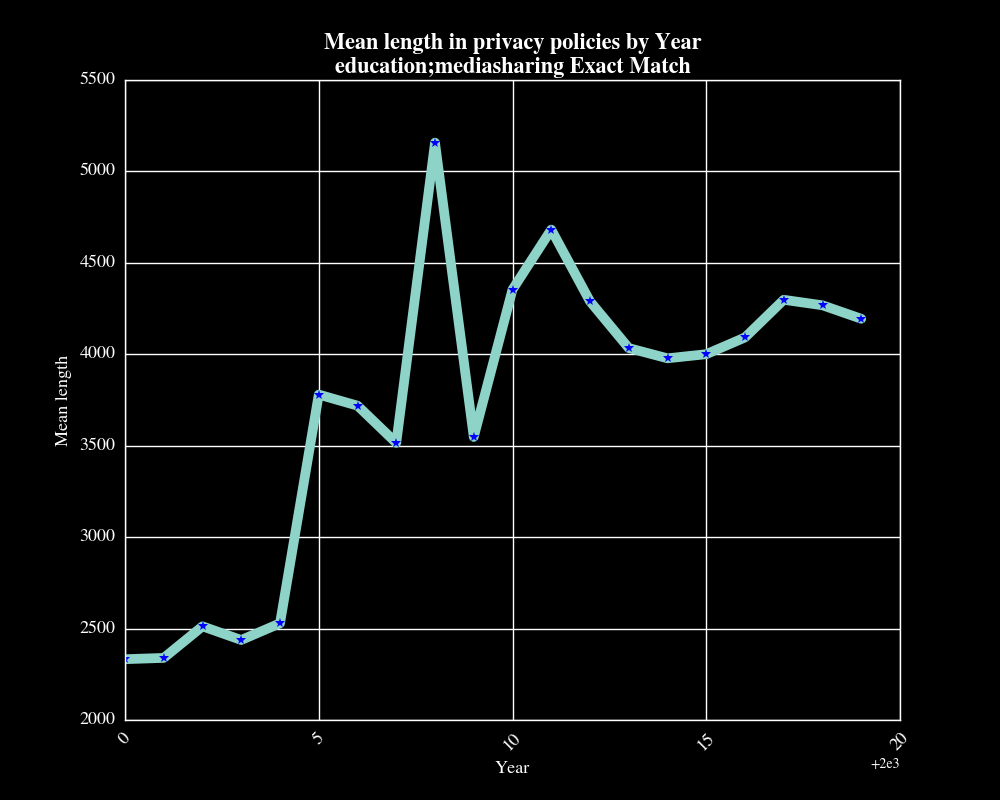 Mean length in privacy policies by Year
education;mediasharing Exact Match
5500
5000
4500
4000
3500
3000
2500
2000
Mean length
0 5 10 15 20
Year
+2e3